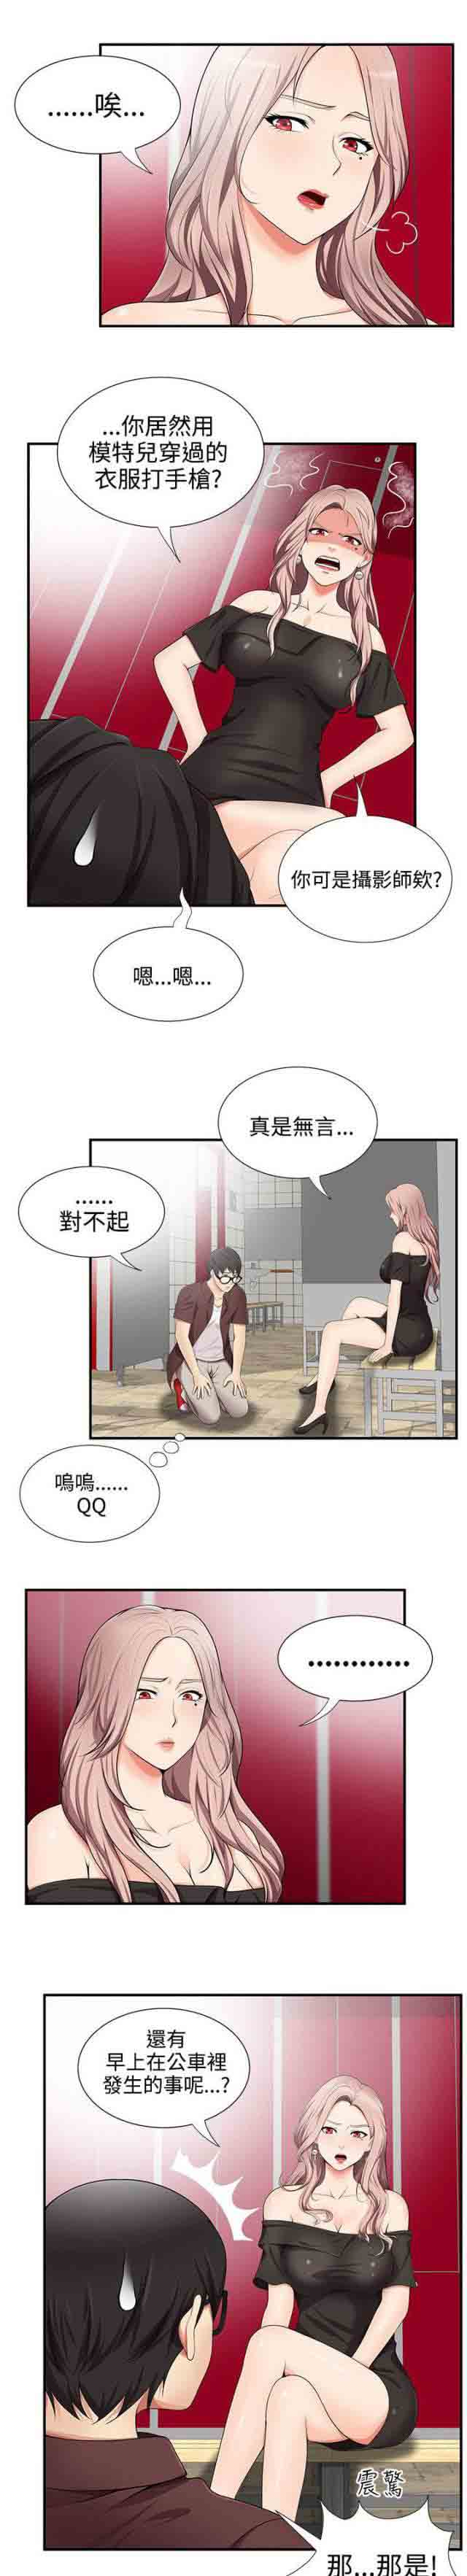 ......唉...
...你居然用
模特兒穿過的
衣服打手槍?
你可是攝影師欸?
嗯...嗯...
真是無言...
......
對不起
嗚嗚......
QQ
............
還有
早上在公車裡
發生的事呢...?
震驚
那...那是!